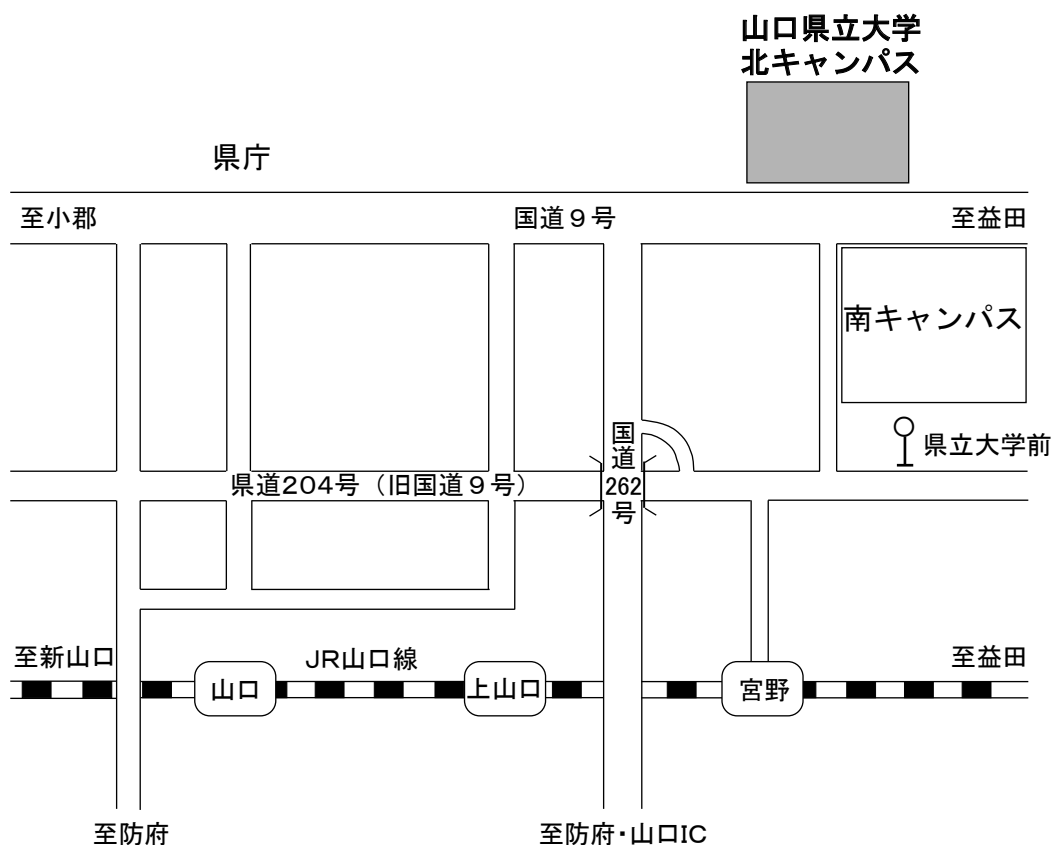 山口県立大学
北キャンパス
県庁
至小郡
国道９号
至益田
南キャンパス
県立大学前
国道262号
県道204号（旧国道９号）
至新山口
JR山口線
至益田
山口
上山口
宮野
至防府
至防府・山口IC